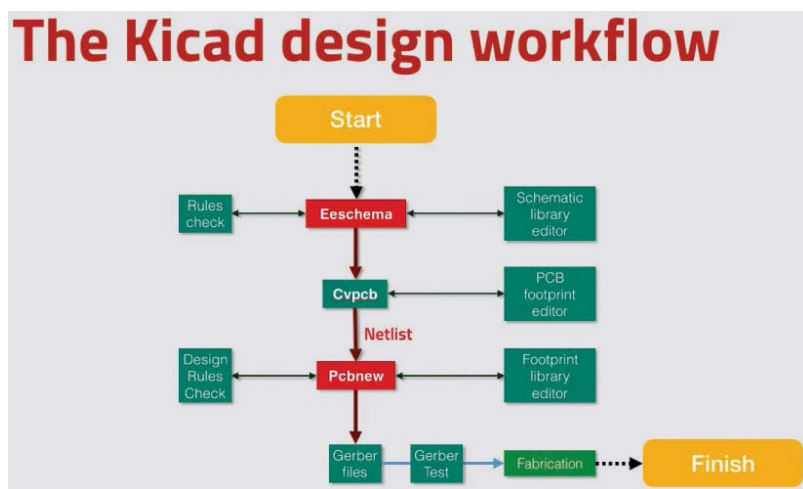 The Kicad design workflow
Start
Rules
check
Eeschema
Schematic
library
editor
Cvpcb
PCB
footprint
editor
Netlist
Design
Rules
Check
Pcbnew
Footprint
library
editor
Gerber
files
Gerber
Test
Fabrication
Finish